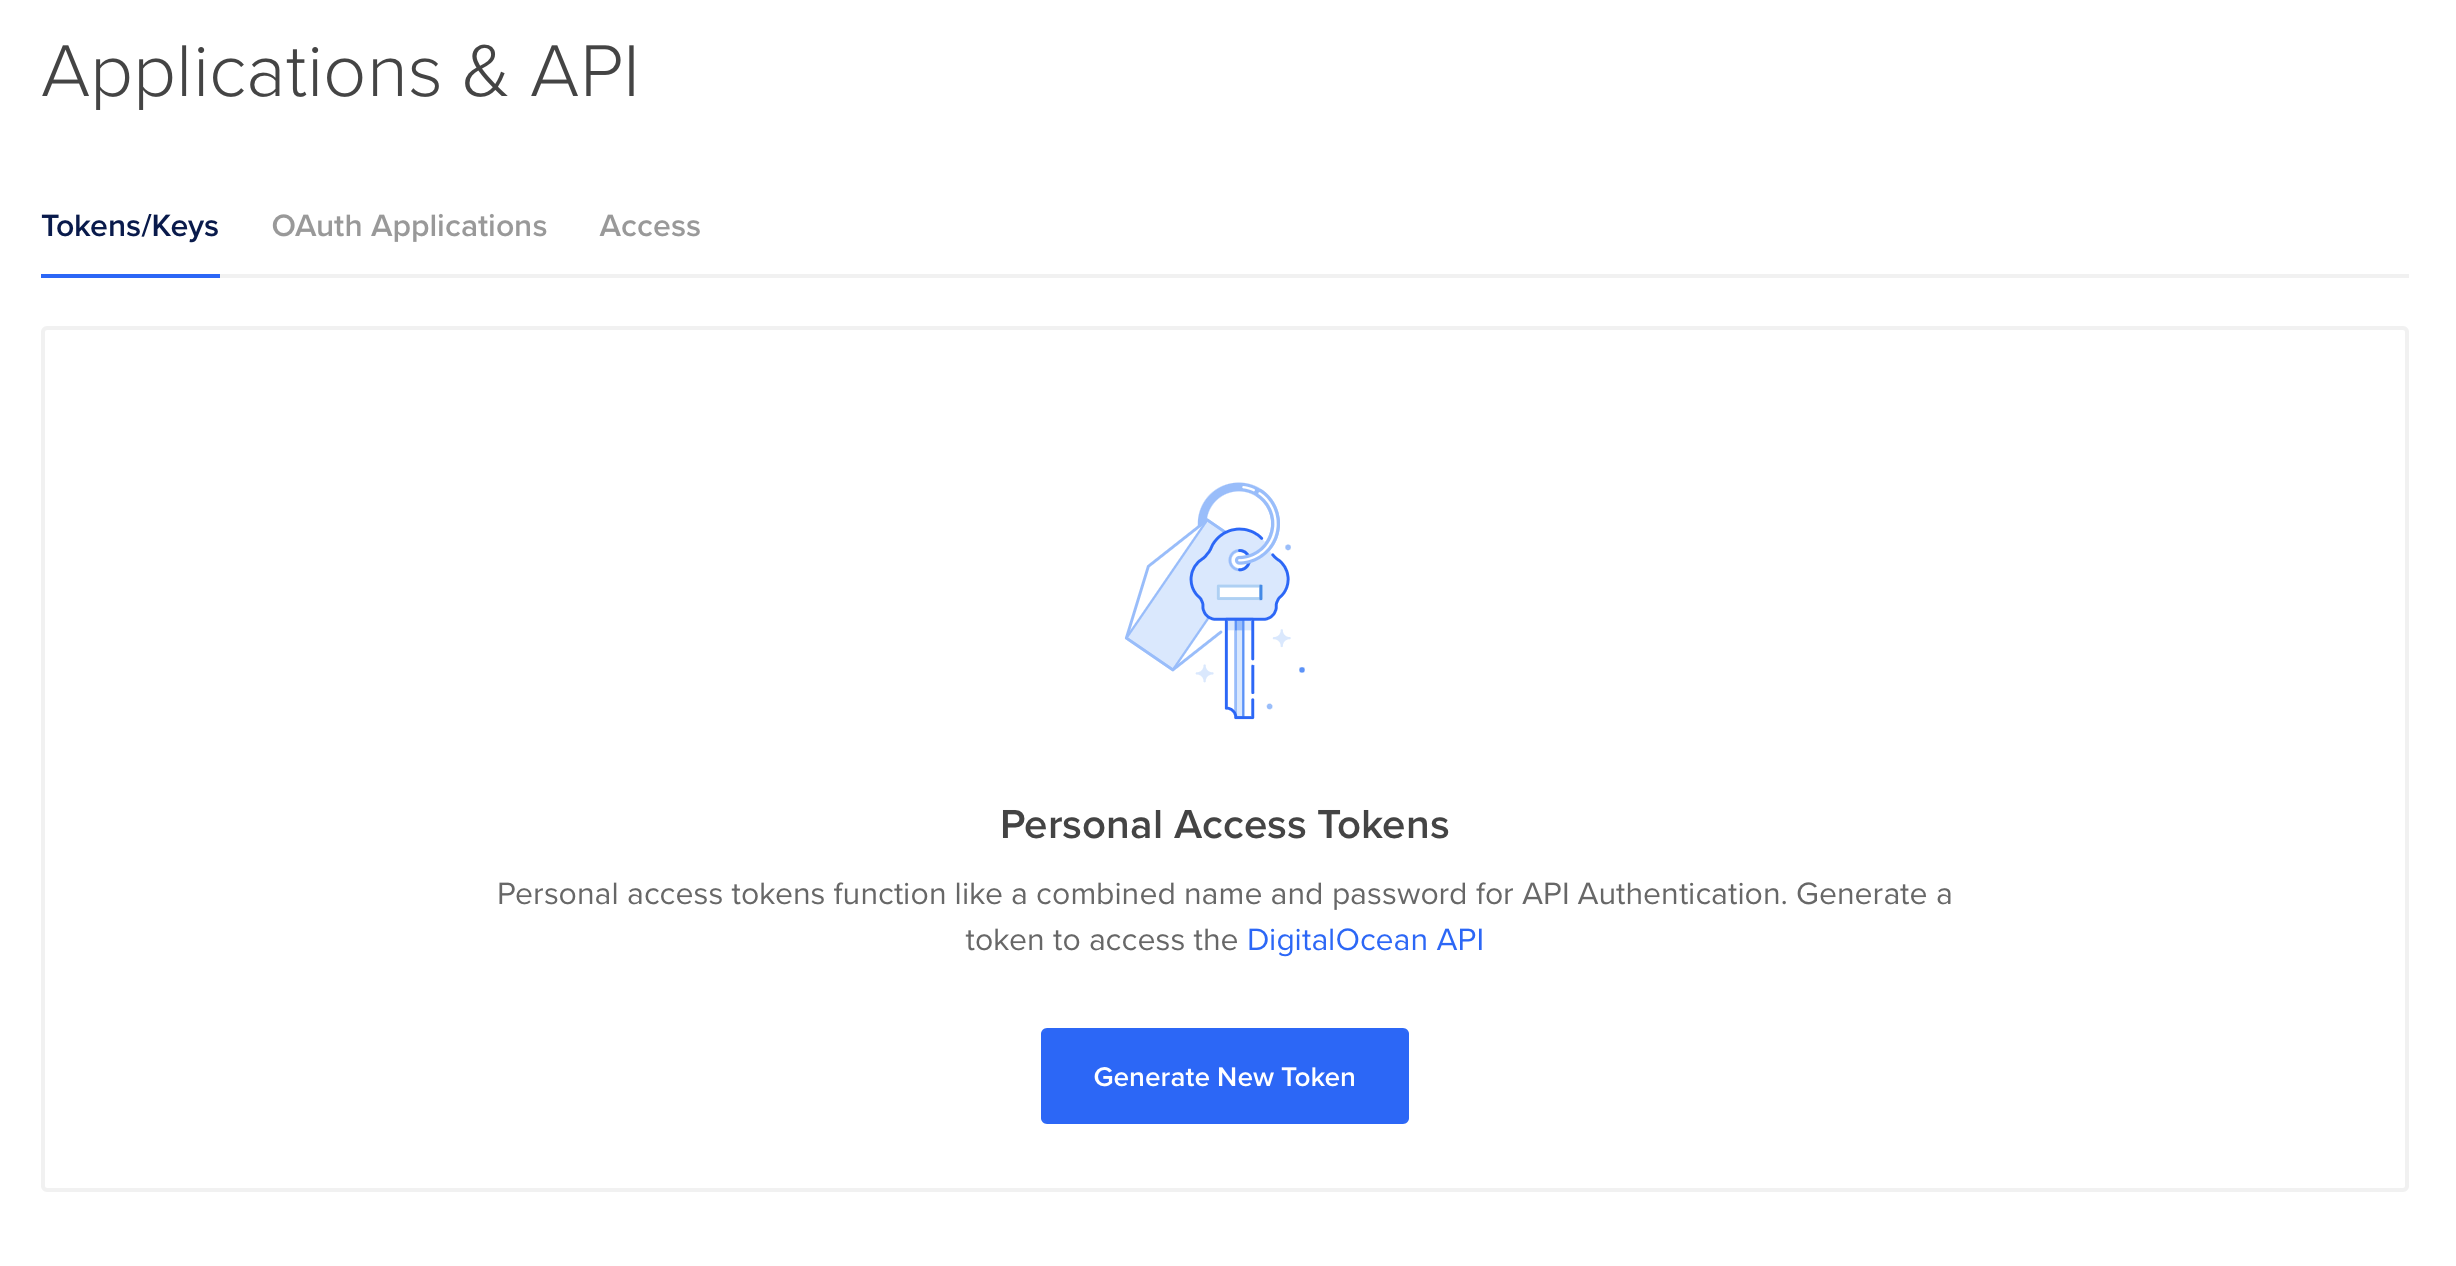 Applications & API
Tokens/Keys OAuth Applications Access
Personal Access Tokens
Personal access tokens function like a combined name and password for API Authentication. Generate a
token to access the DigitalOcean API
Generate New Token